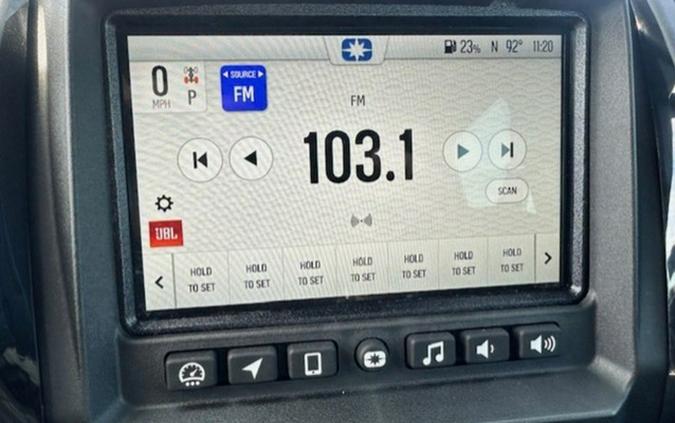 23% N 92° 11:20
0 P
MPH
◄ SOURCE ►
FM
FM
103.1
SCAN
JBL
HOLD TO SET
HOLD TO SET
HOLD TO SET
HOLD TO SET
HOLD TO SET
HOLD TO SET
HOLD TO SET